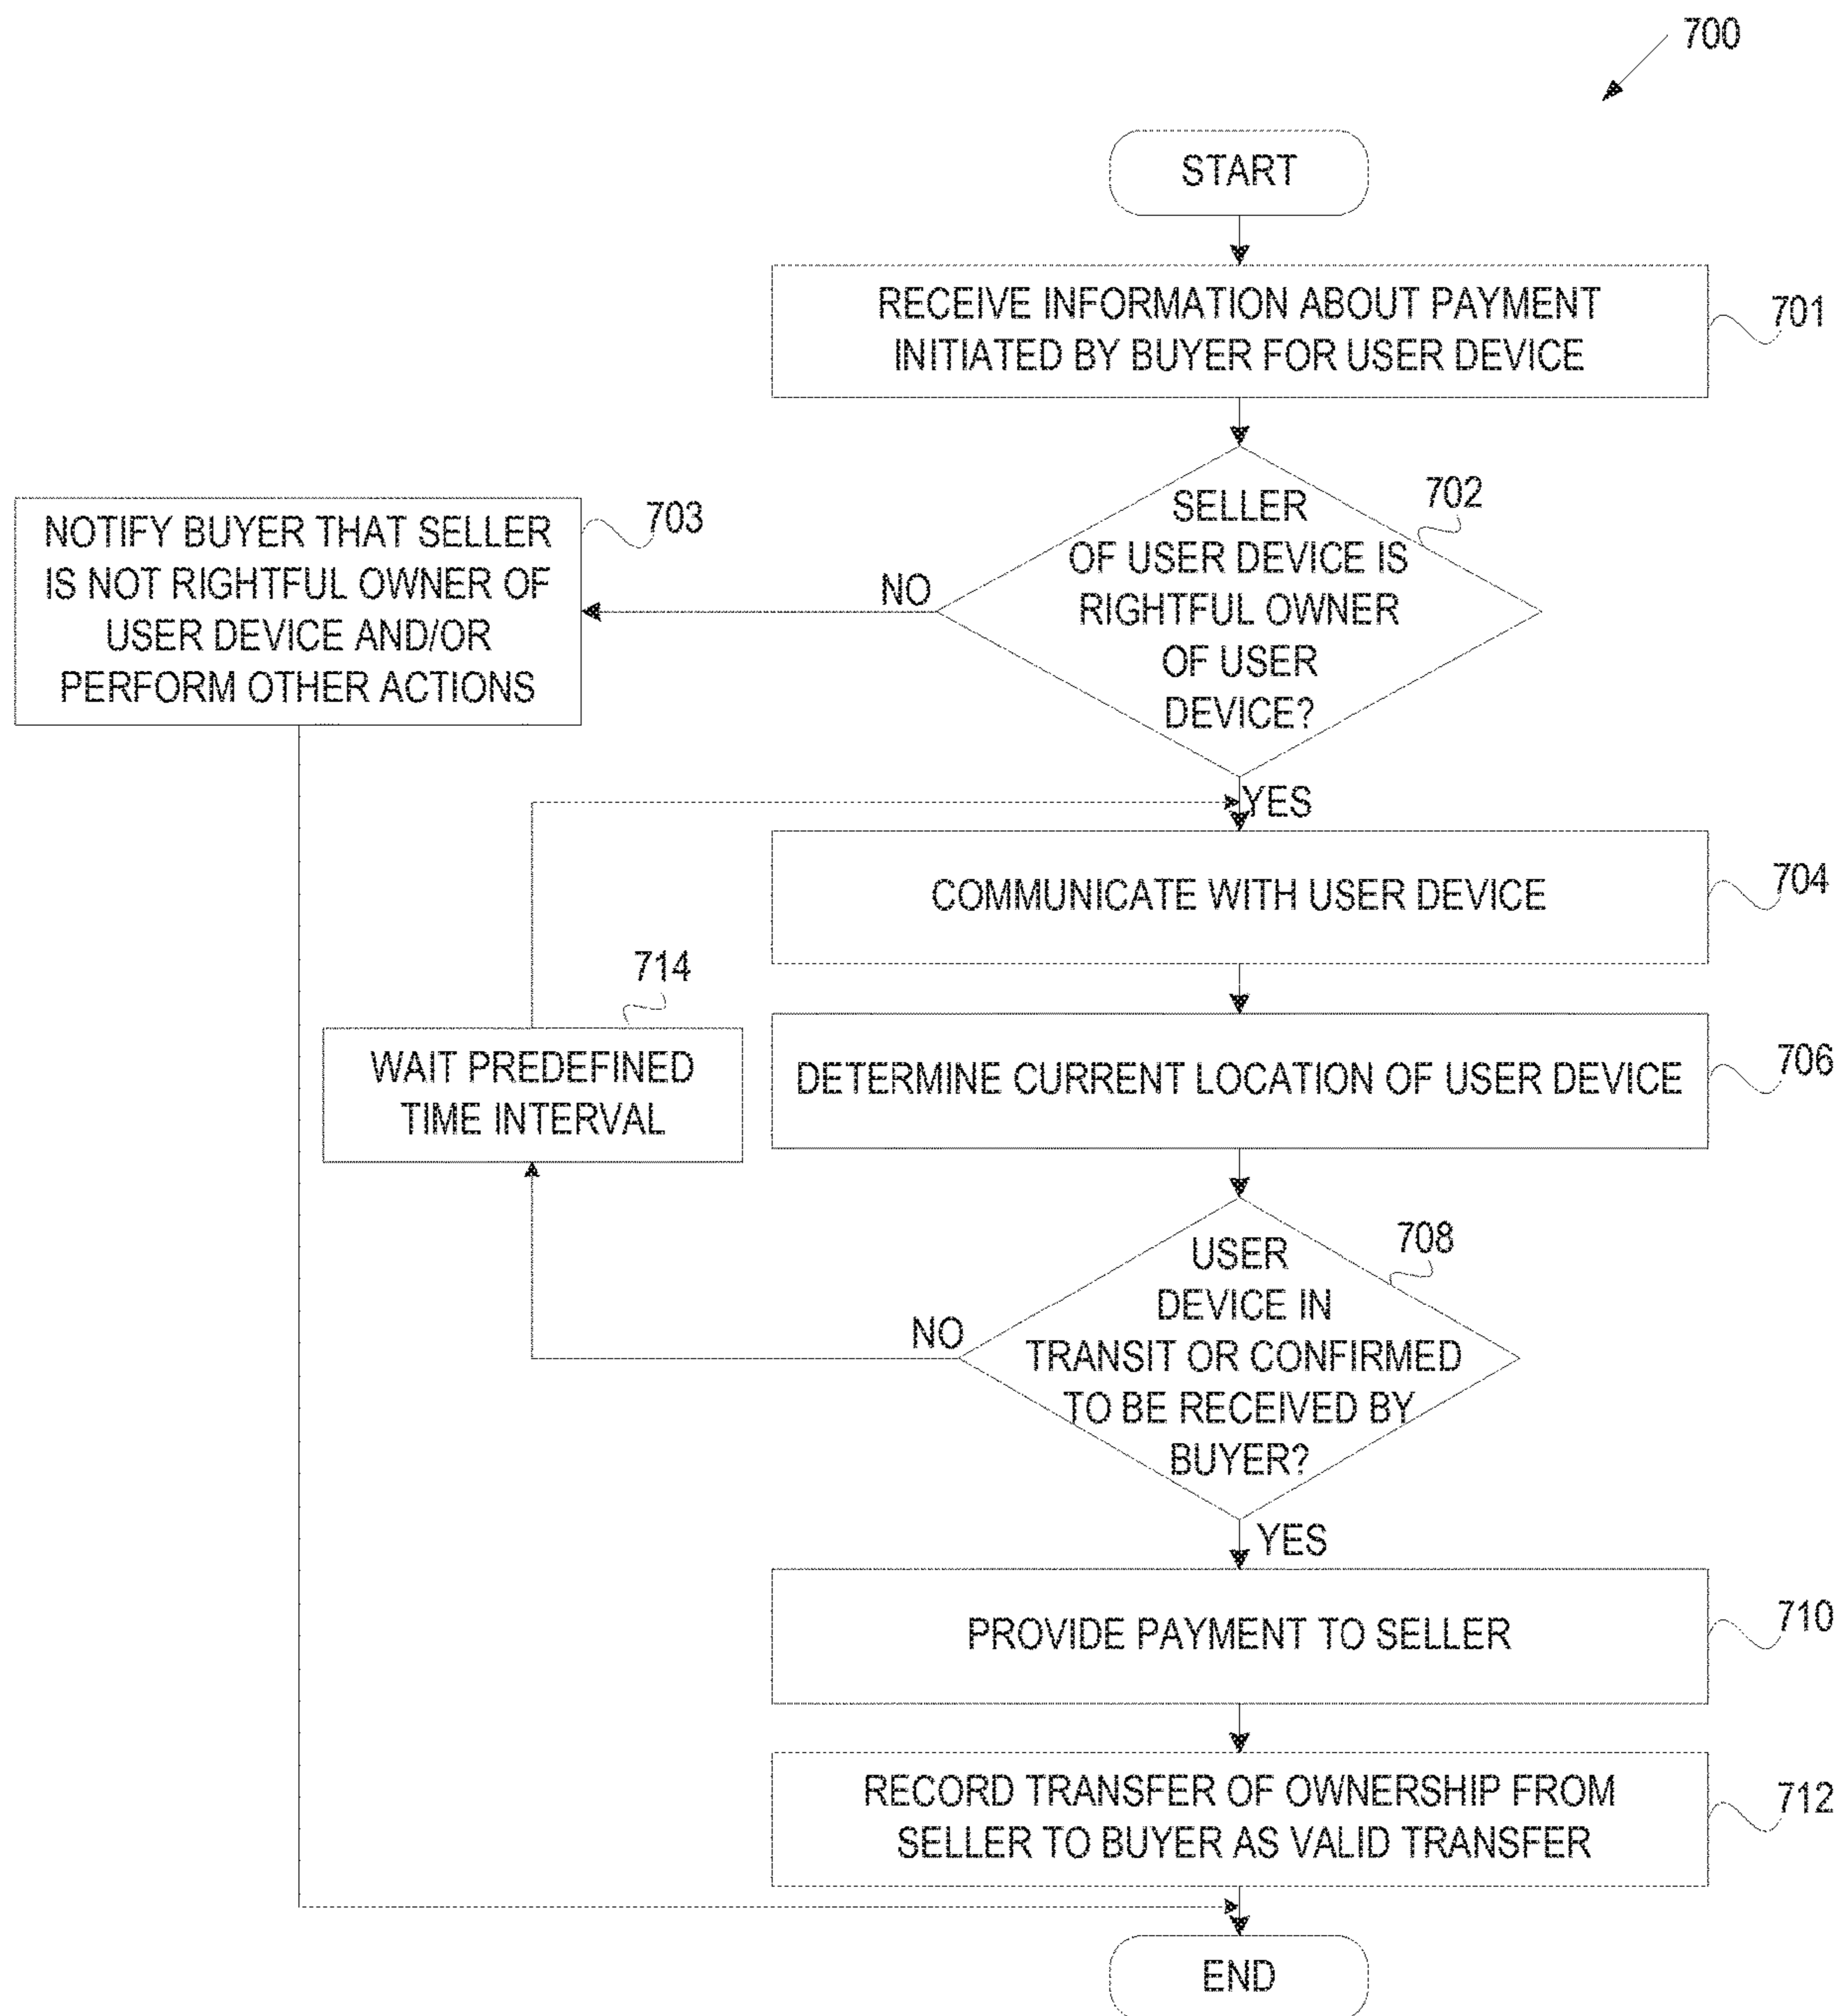 700
START
RECEIVE INFORMATION ABOUT PAYMENT
INITIATED BY BUYER FOR USER DEVICE
701
SELLER
OF USER DEVICE IS
RIGHTFUL OWNER
OF USER
DEVICE?
702
NO
NOTIFY BUYER THAT SELLER
IS NOT RIGHTFUL OWNER OF
USER DEVICE AND/OR
PERFORM OTHER ACTIONS
703
YES
COMMUNICATE WITH USER DEVICE
704
714
WAIT PREDEFINED
TIME INTERVAL
DETERMINE CURRENT LOCATION OF USER DEVICE
706
USER
DEVICE IN
TRANSIT OR CONFIRMED
TO BE RECEIVED BY
BUYER?
708
NO
YES
PROVIDE PAYMENT TO SELLER
710
RECORD TRANSFER OF OWNERSHIP FROM
SELLER TO BUYER AS VALID TRANSFER
712
END